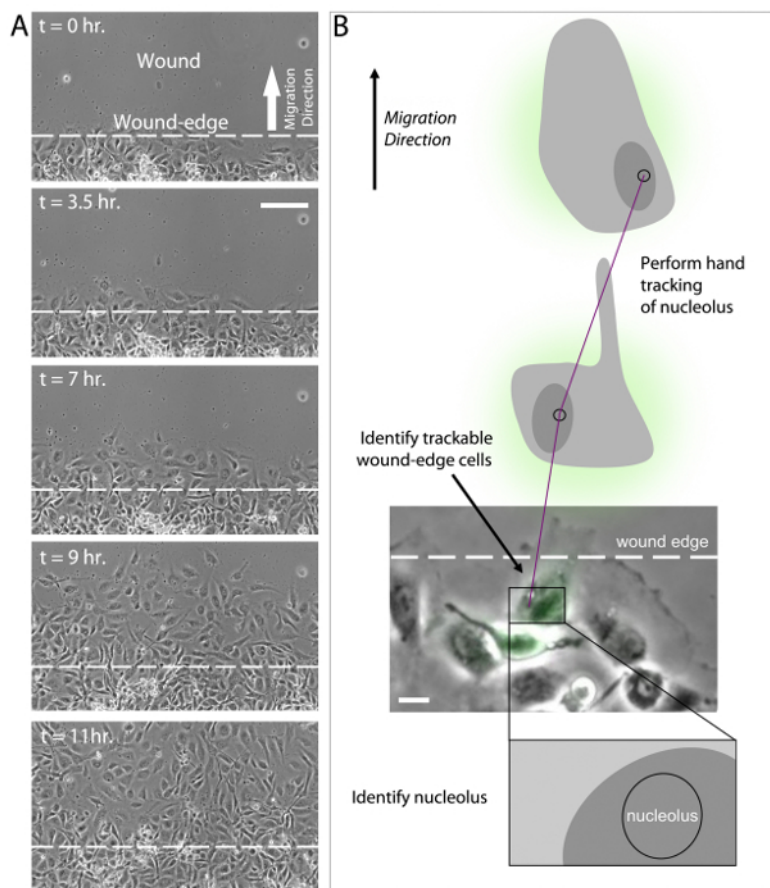 A
t = 0 hr.
Wound
Migration
Direction
Wound-edge
t = 3.5 hr.
t = 7 hr.
t = 9 hr.
t = 11hr.
B
Migration
Direction
Perform hand
tracking
of nucleolus
Identify trackable
wound-edge cells
wound edge
Identify nucleolus
nucleolus